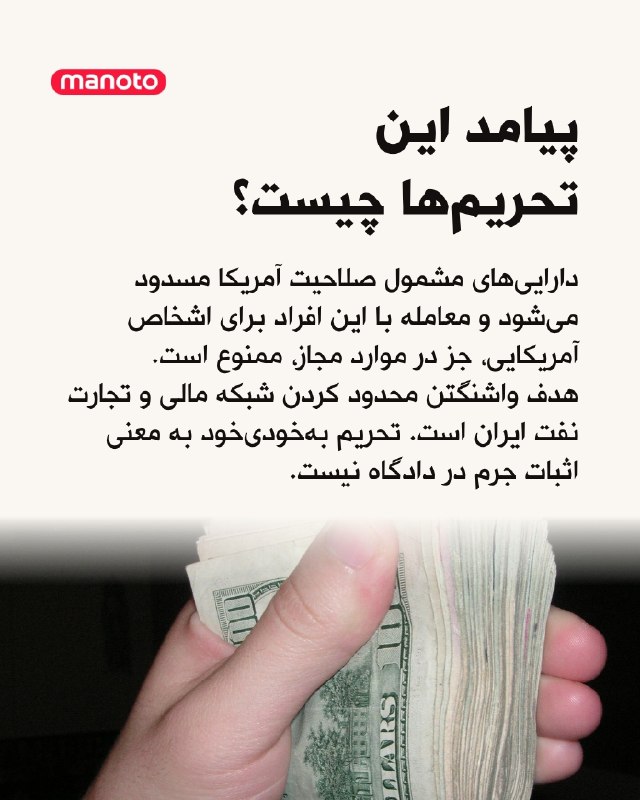 manoto
پیامد این
تحریم‌ها چیست؟
دارایی‌های مشمول صلاحیت آمریکا مسدود
می‌شود و معامله با این افراد برای اشخاص
آمریکایی، جز در موارد مجاز، ممنوع است.
هدف واشنگتن محدود کردن شبکه مالی و تجارت
نفت ایران است. تحریم به‌خودی‌خود به معنی
اثبات جرم در دادگاه نیست.